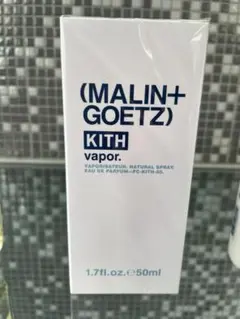 (MALIN+
GOETZ)
KITH
vapor.
VAPORISATEUR. NATURAL SPRAY.
EAU DE PARFUM
1.7fl.oz.℮50ml